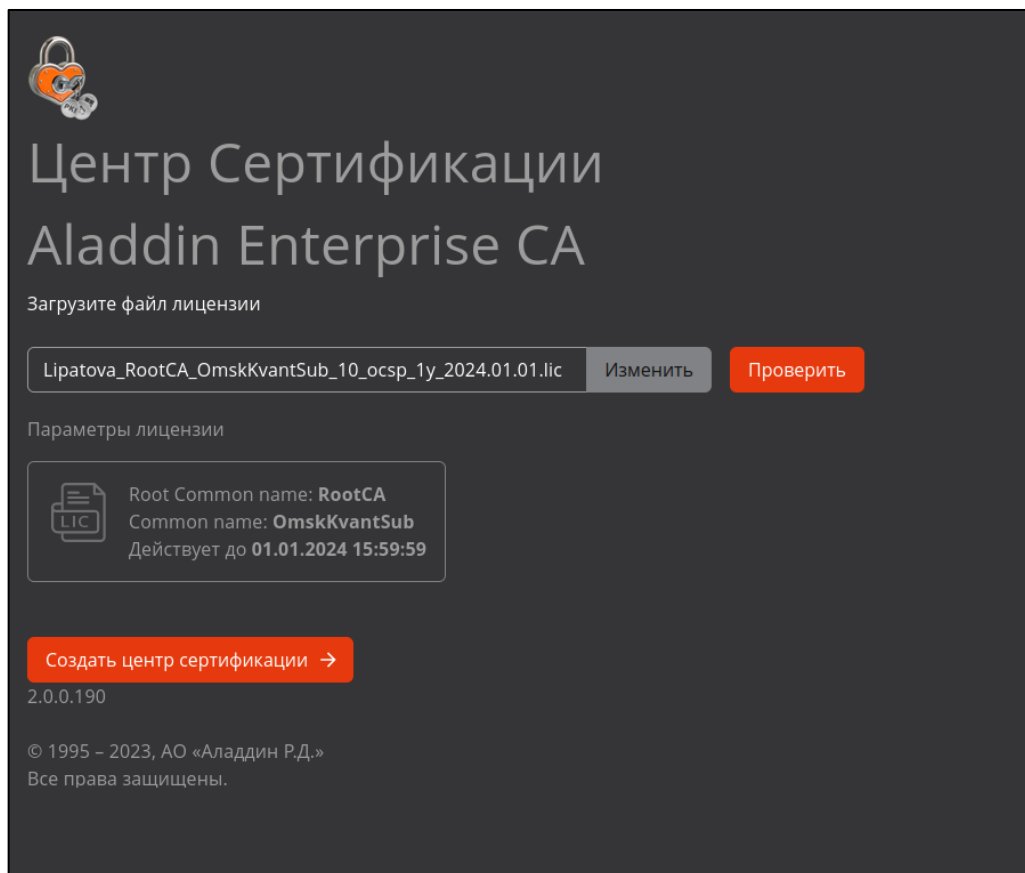 Центр Сертификации
Aladdin Enterprise CA
Загрузите файл лицензии
Lipatova_RootCA_OmskKvantSub_10_ocsp_1y_2024.01.01.lic Изменить Проверить
Параметры лицензии
LIC
Root Common name: RootCA
Common name: OmskKvantSub
Действует до 01.01.2024 15:59:59
Создать центр сертификации →
2.0.0.190
© 1995 – 2023, АО «Аладдин Р.Д.»
Все права защищены.